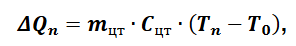 ΔQₙ = mцт · Cцт · (Tₙ − T₀),